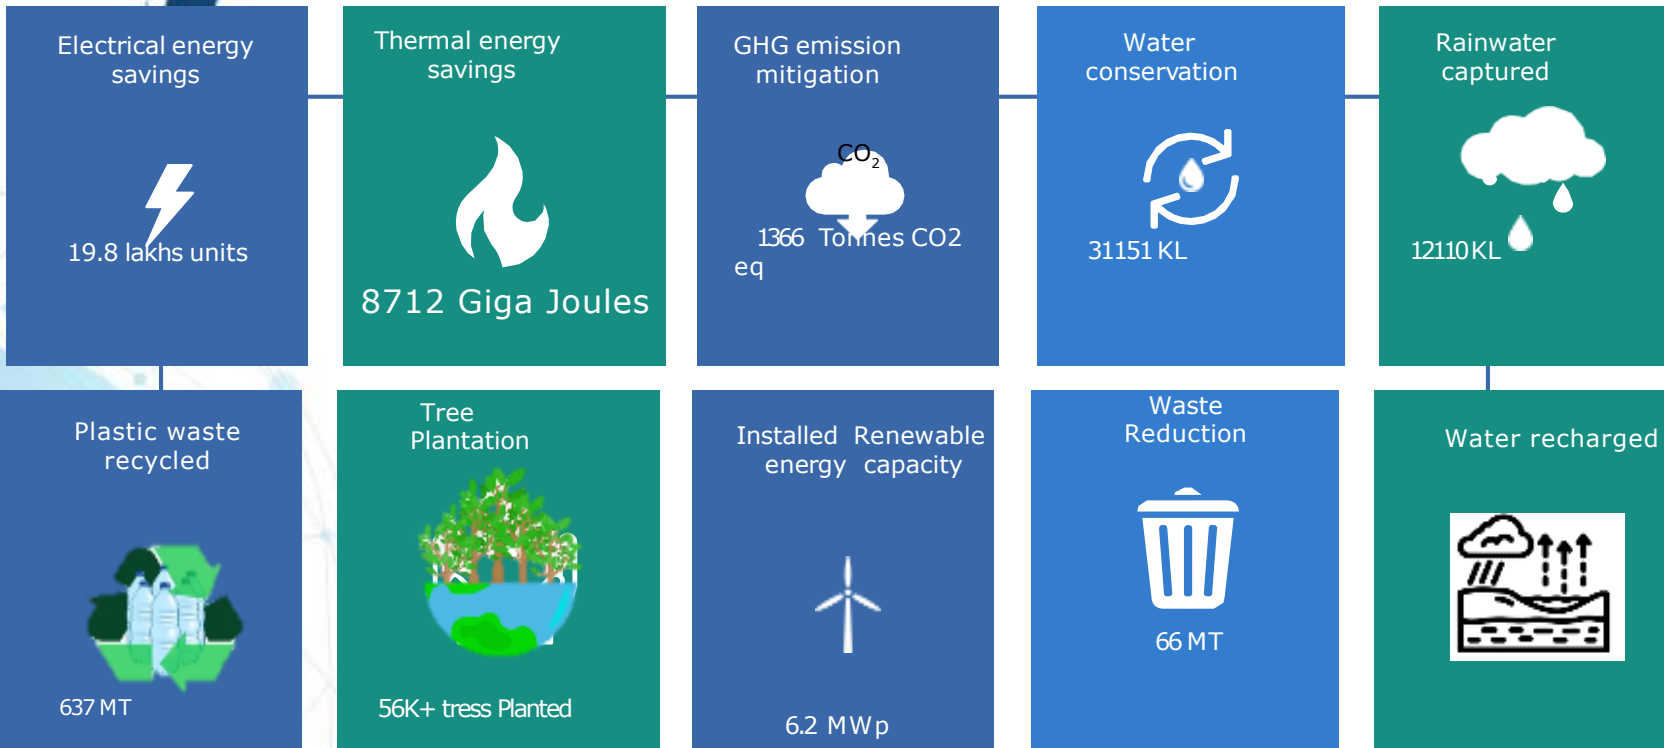 Electrical energy
savings
19.8 lakhs units
Thermal energy
savings
8712 Giga Joules
GHG emission
mitigation
CO₂
1366 Tonnes CO2
eq
Water
conservation
31151 KL
Rainwater
captured
12110 KL
Plastic waste
recycled
637 MT
Tree
Plantation
56K+ tress Planted
Installed Renewable
energy capacity
6.2 MWp
Waste
Reduction
66 MT
Water recharged